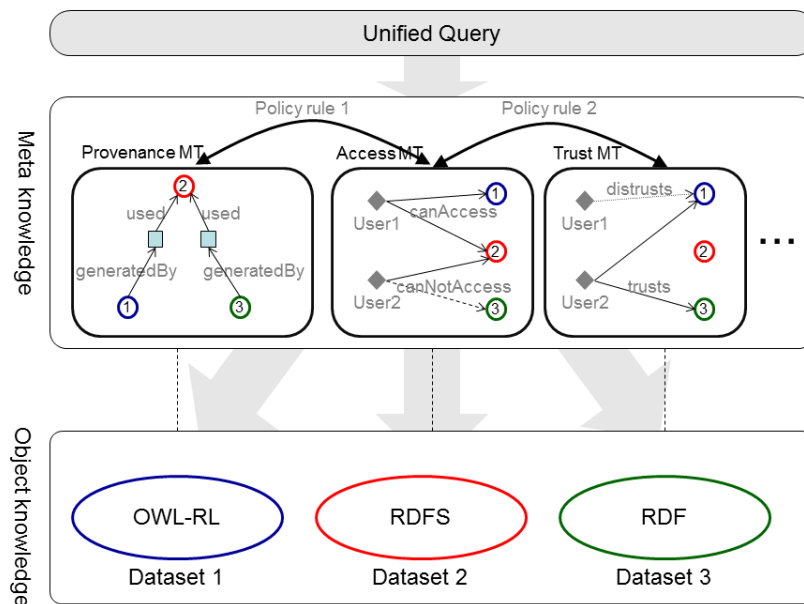 Unified Query
Meta knowledge
Policy rule 1
Policy rule 2
Provenance MT
Access MT
Trust MT
2
used
used
generatedBy
generatedBy
1
3
User1
canAccess
1
2
User2
canNotAccess
3
distrusts
User1
1
2
User2
trusts
3
...
Object knowledge
OWL-RL
RDFS
RDF
Dataset 1
Dataset 2
Dataset 3